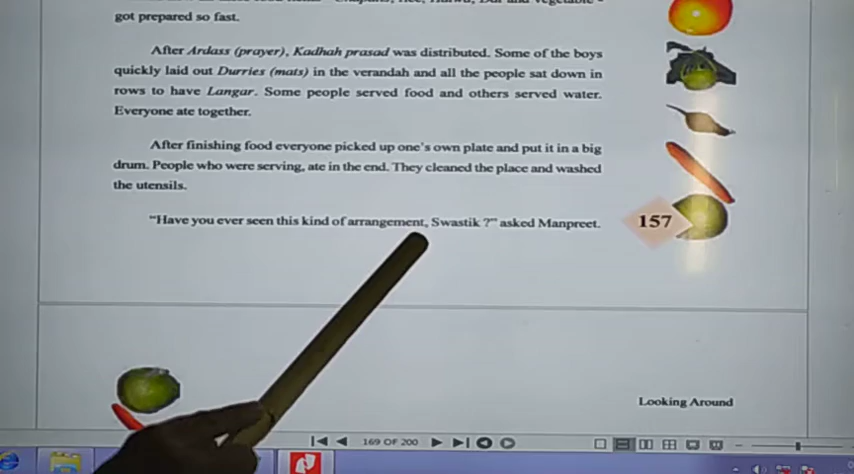 got prepared so fast.
After Ardass (prayer), Kadhah prasad was distributed. Some of the boys
quickly laid out Durries (mats) in the verandah and all the people sat down in
rows to have Langar. Some people served food and others served water.
Everyone ate together.
After finishing food everyone picked up one's own plate and put it in a big
drum. People who were serving, ate in the end. They cleaned the place and washed
the utensils.
"Have you ever seen this kind of arrangement, Swastik ?" asked Manpreet.
157
Looking Around
169 OF 200